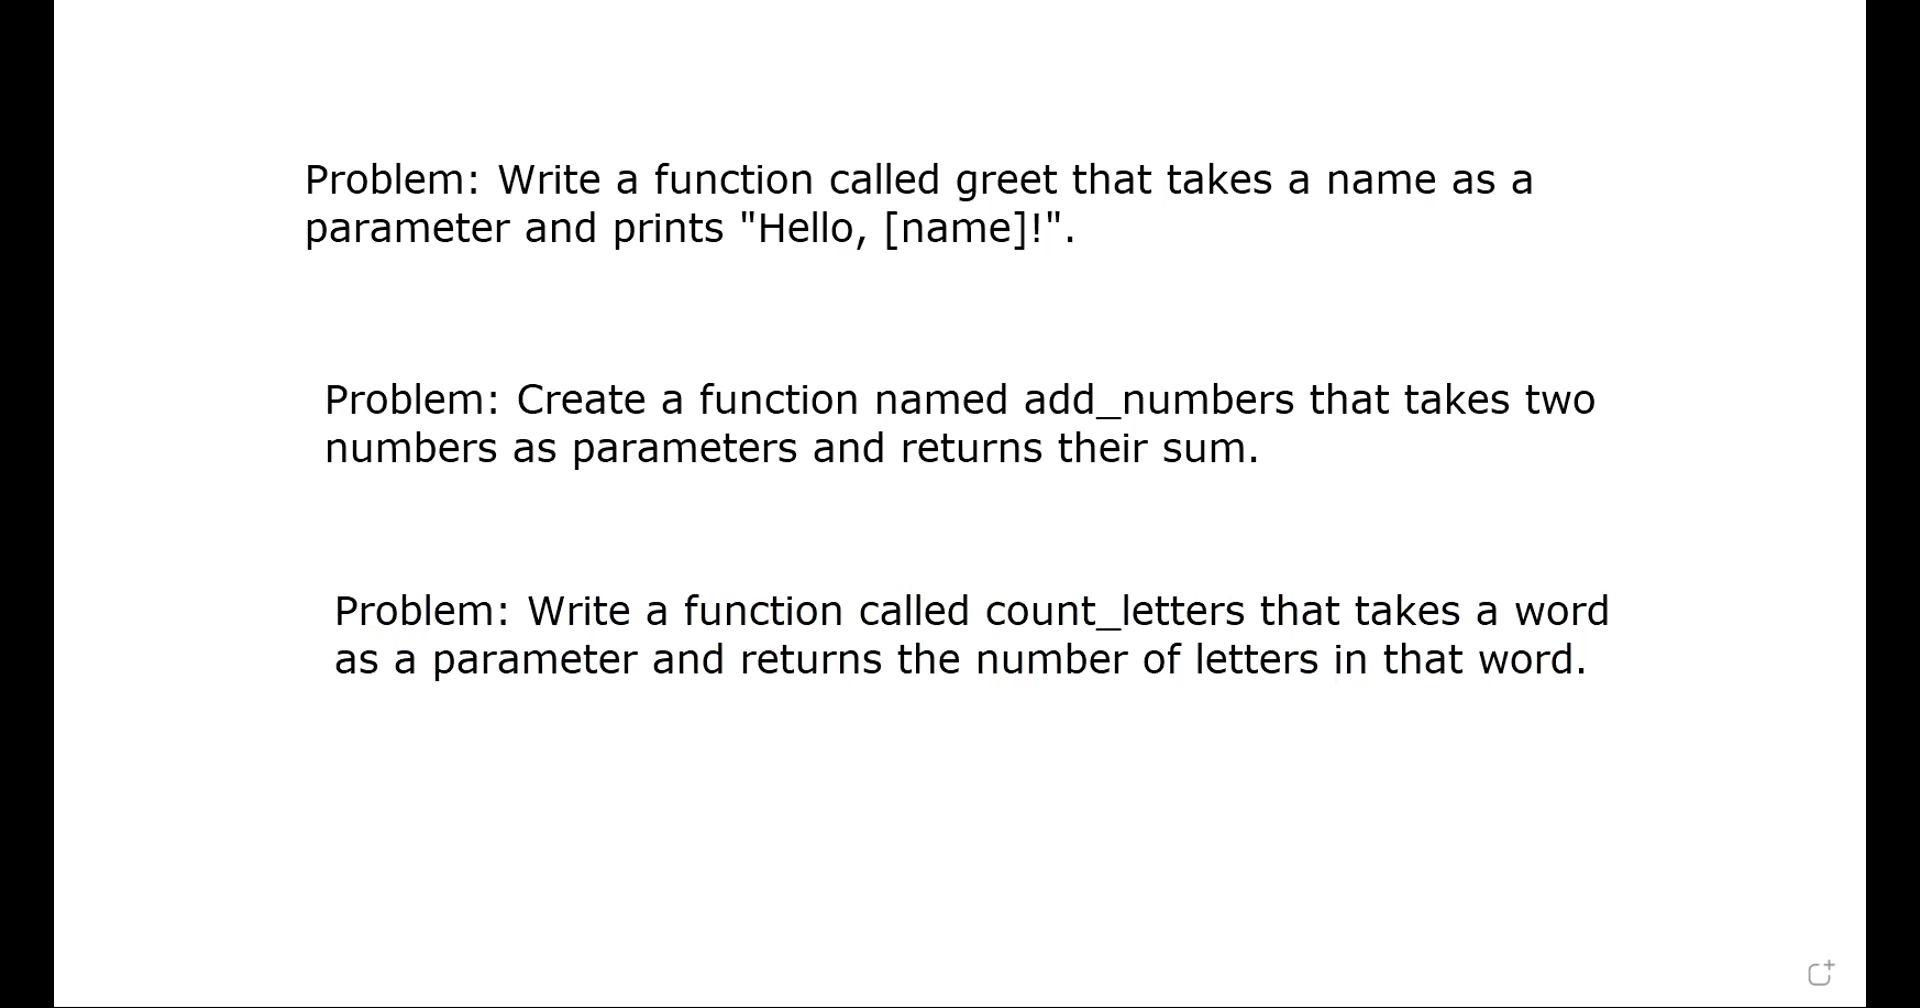 Problem: Write a function called greet that takes a name as a
parameter and prints "Hello, [name]!".
Problem: Create a function named add_numbers that takes two
numbers as parameters and returns their sum.
Problem: Write a function called count_letters that takes a word
as a parameter and returns the number of letters in that word.